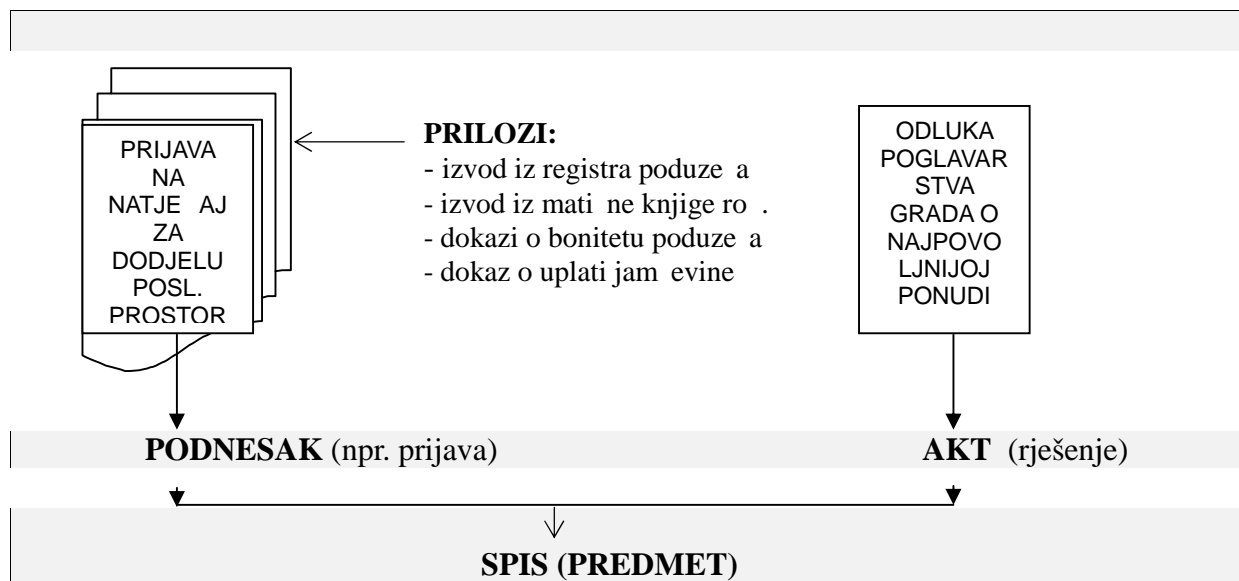 PRIJAVA
NA
NATJE AJ
ZA
DODJELU
POSL.
PROSTOR
PRILOZI:
- izvod iz registra poduze a
- izvod iz mati ne knjige ro .
- dokazi o bonitetu poduze a
- dokaz o uplati jam evine
ODLUKA
POGLAVAR
STVA
GRADA O
NAJPOVO
LJNIJOJ
PONUDI
PODNESAK (npr. prijava)
AKT (rješenje)
SPIS (PREDMET)